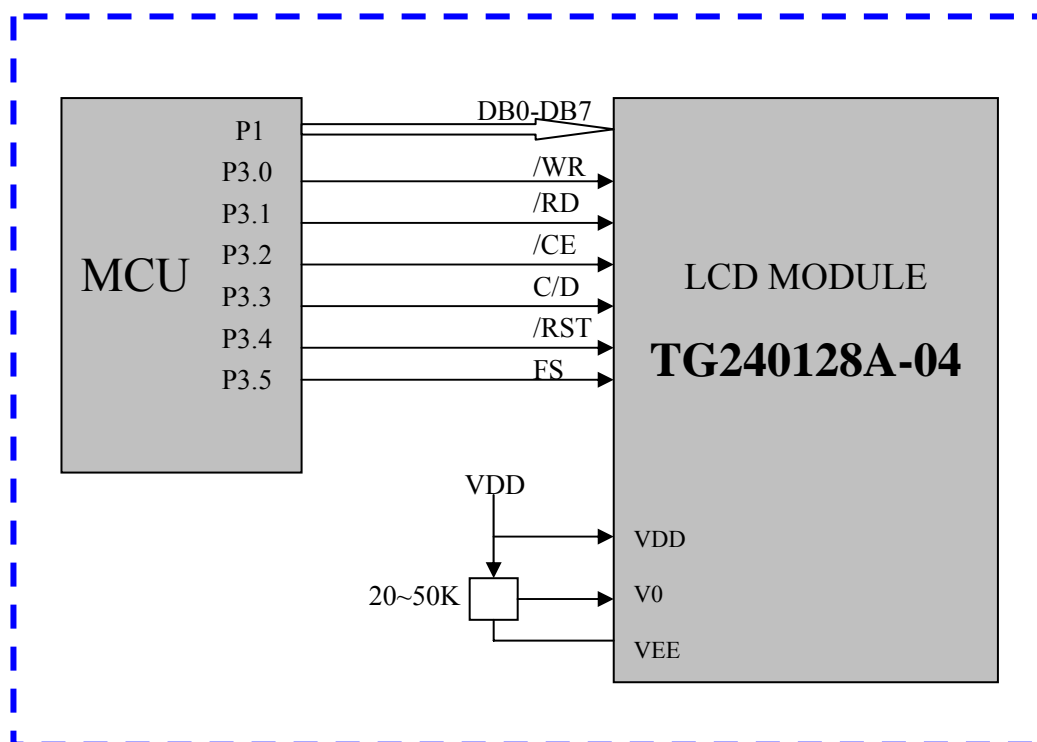 DB0-DB7
P1
P3.0
/WR
P3.1
/RD
P3.2
/CE
MCU
LCD MODULE
P3.3
C/D
P3.4
/RST
TG240128A-04
P3.5
FS
VDD
VDD
20~50K
V0
VEE